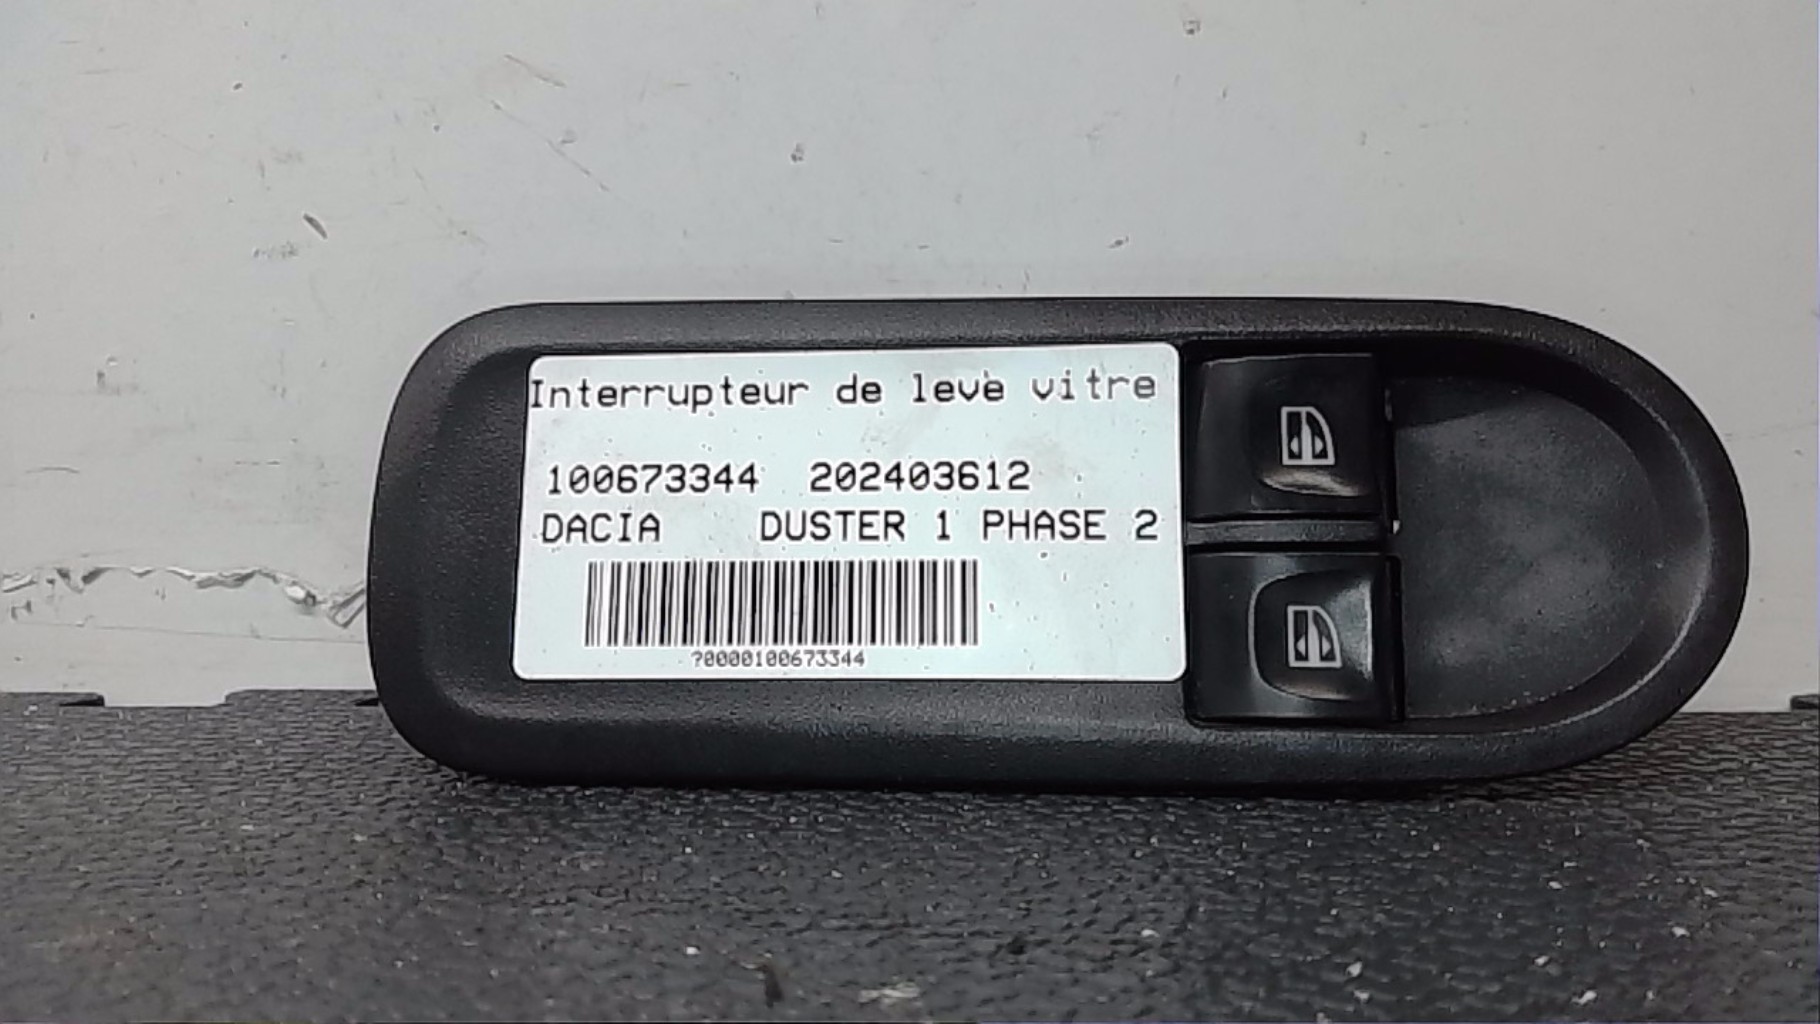 Interrupteur de leve vitre
100673344 202403612
DACIA DUSTER 1 PHASE 2
?0000100673344